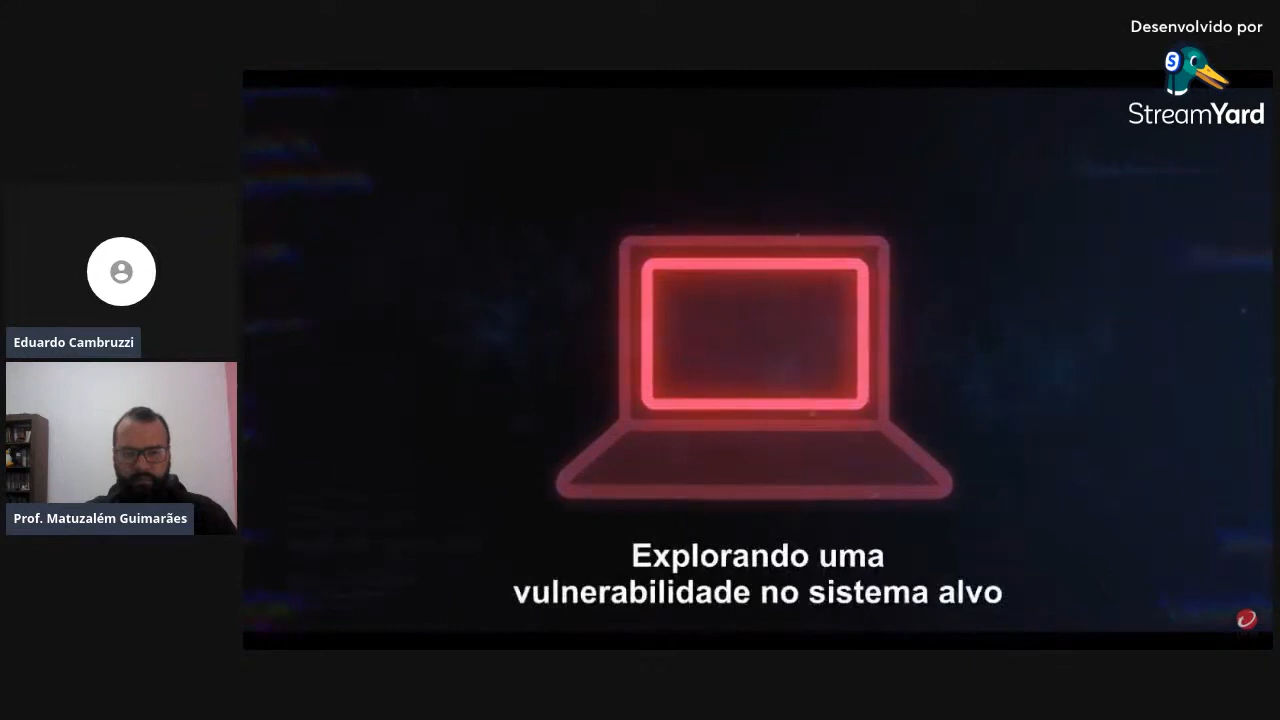 Desenvolvido por
S
StreamYard
Eduardo Cambruzzi
Prof. Matuzalém Guimarães
Explorando uma
vulnerabilidade no sistema alvo